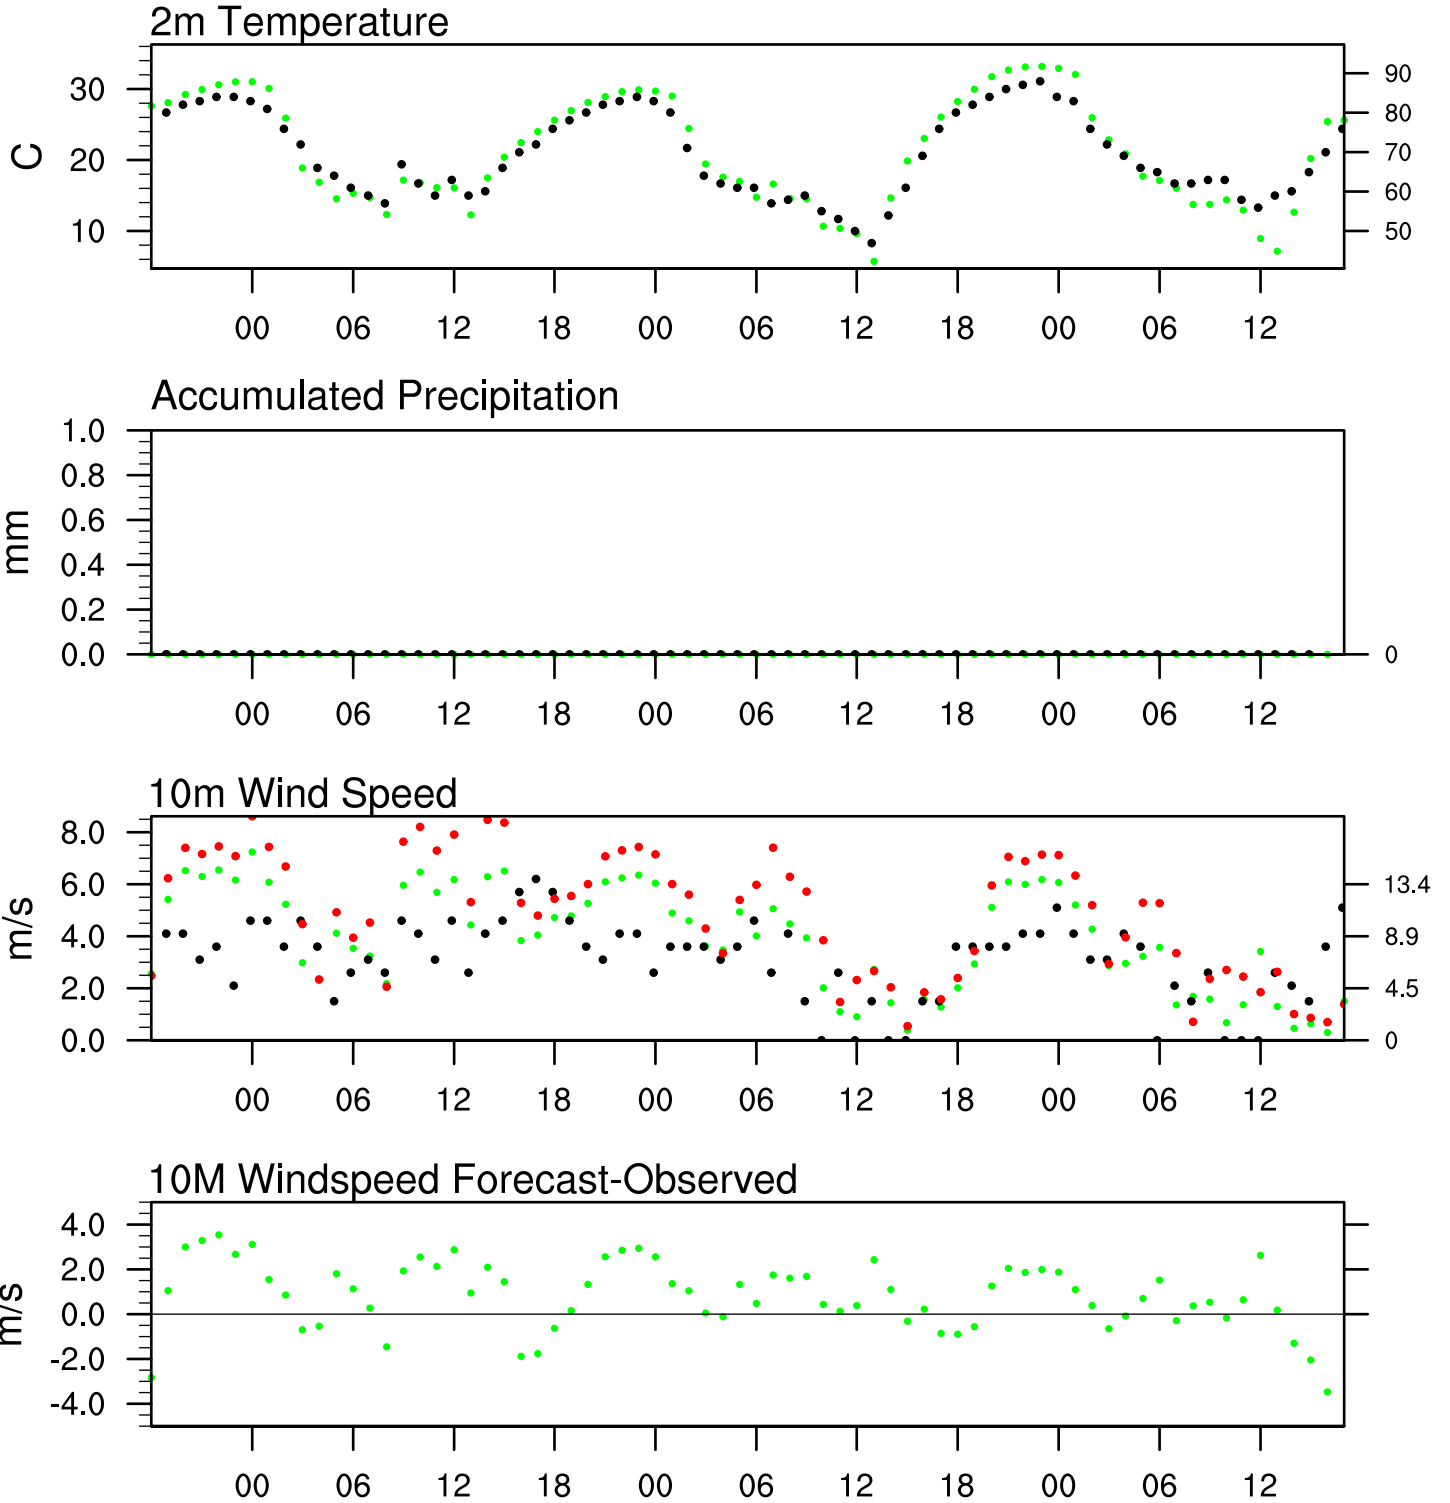 2m Temperature
C
30
20
10
90
80
70
60
50
00 06 12 18 00 06 12 18 00 06 12
Accumulated Precipitation
mm
1.0
0.8
0.6
0.4
0.2
0.0
0
00 06 12 18 00 06 12 18 00 06 12
10m Wind Speed
m/s
8.0
6.0
4.0
2.0
0.0
13.4
8.9
4.5
0
00 06 12 18 00 06 12 18 00 06 12
10M Windspeed Forecast-Observed
m/s
4.0
2.0
0.0
-2.0
-4.0
00 06 12 18 00 06 12 18 00 06 12